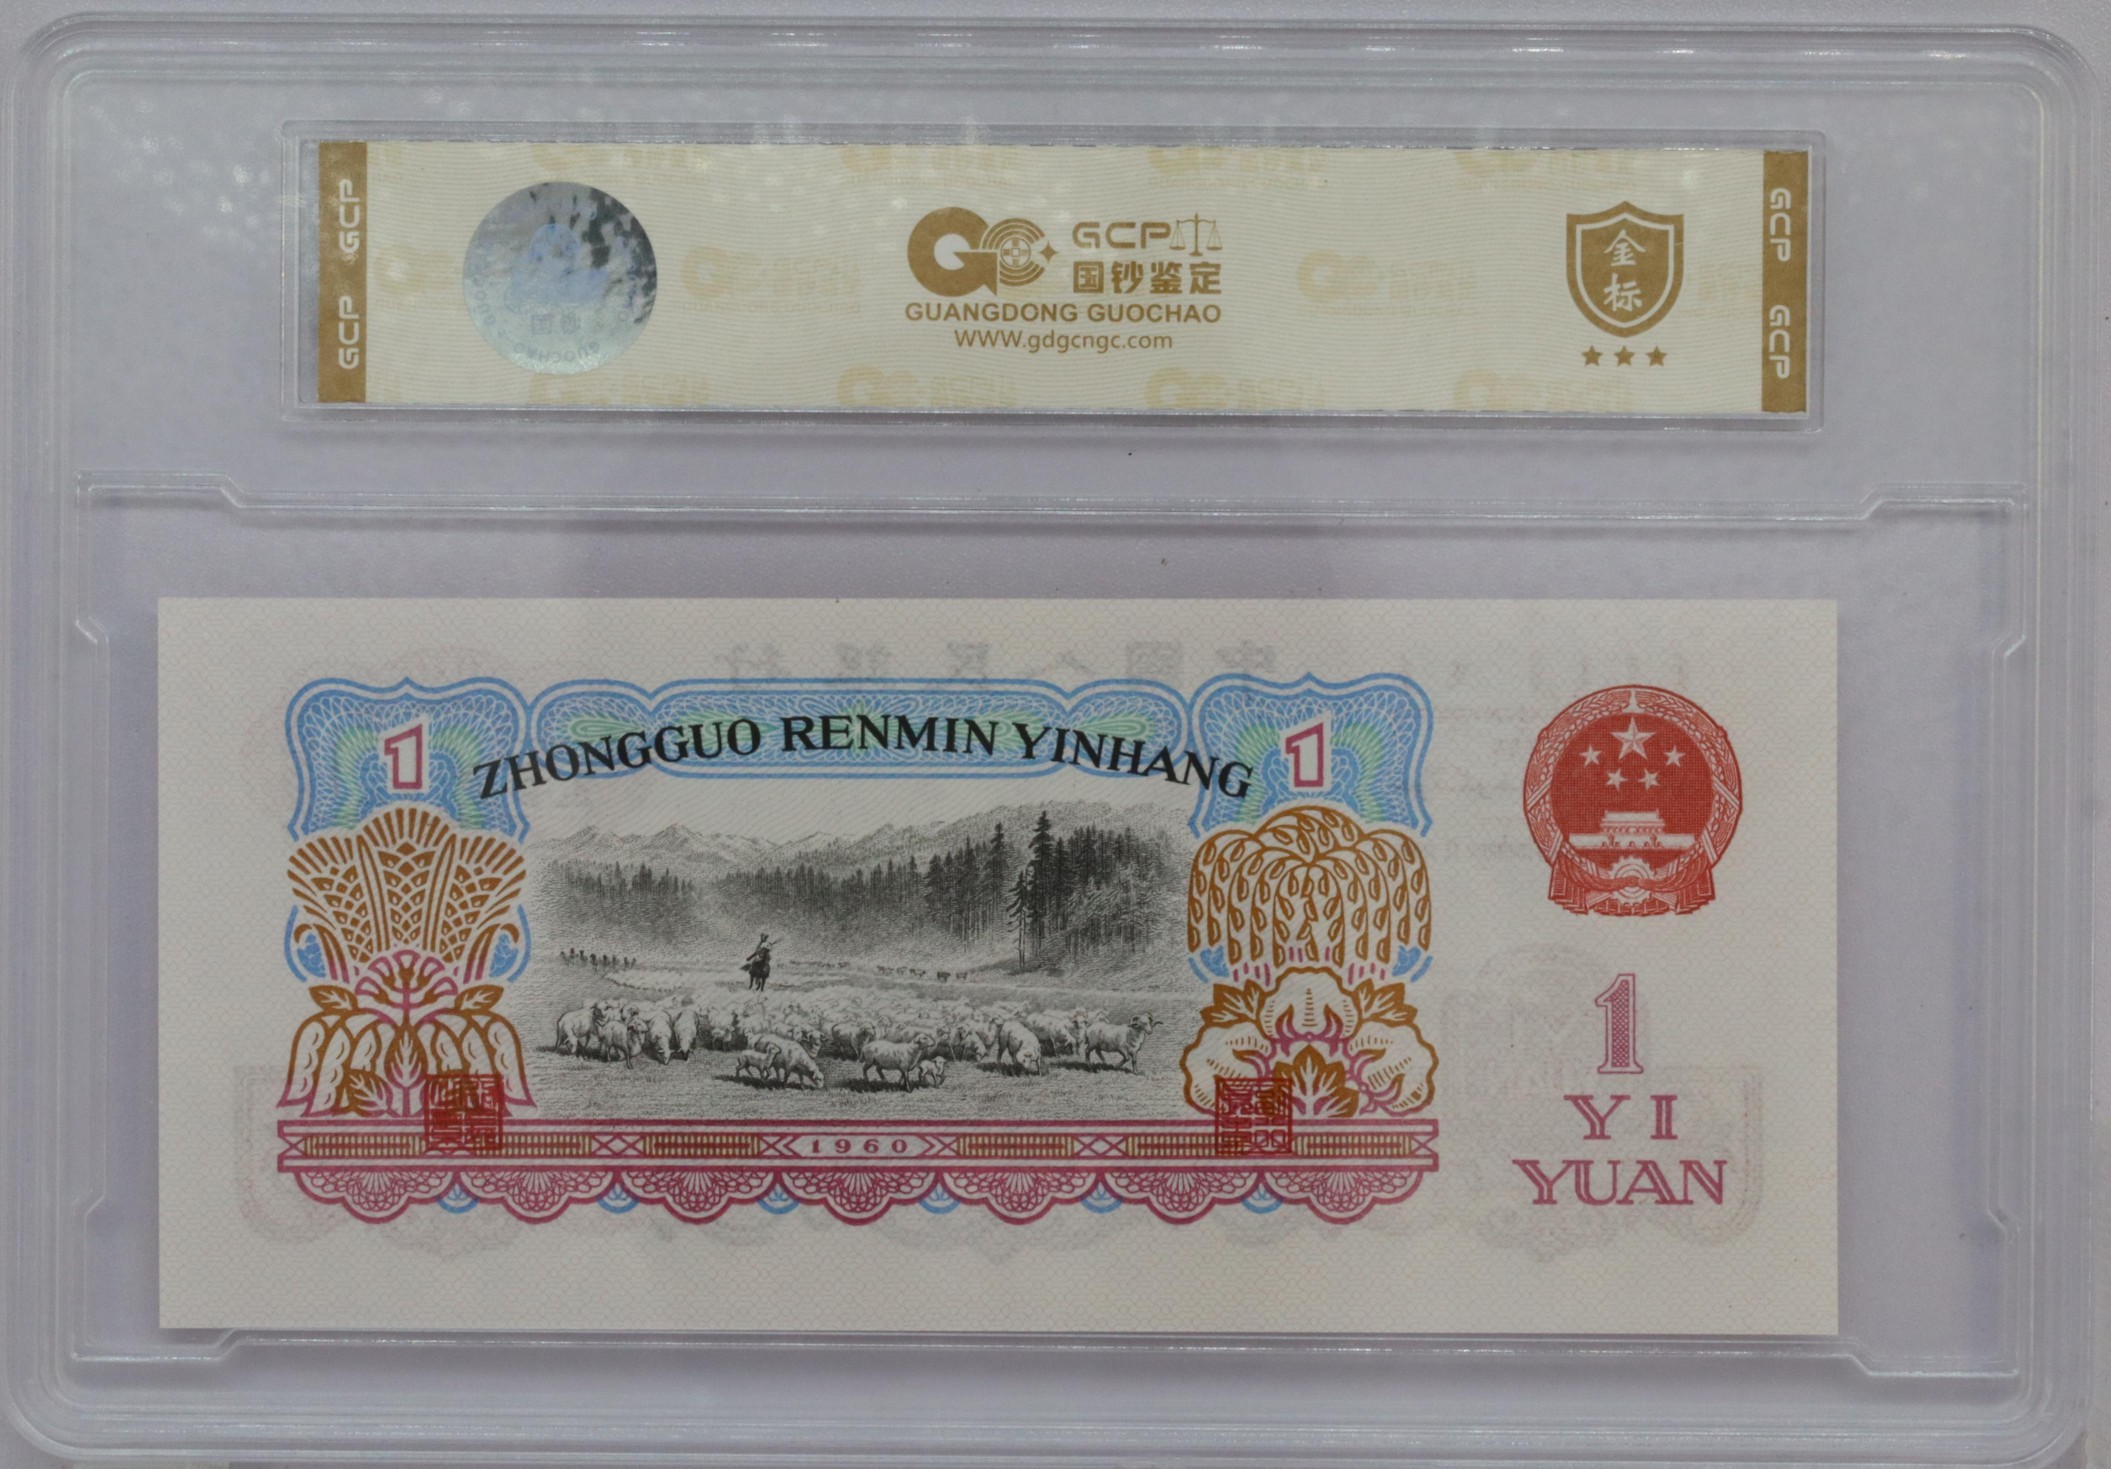 GCP GCP
GCP
国钞鉴定
GUANGDONG GUOCHAO
WWW.gdgcngc.com
金
标
GCP GCP
1
ZHONGGUO RENMIN YINHANG
1
1960
1
YI
YUAN